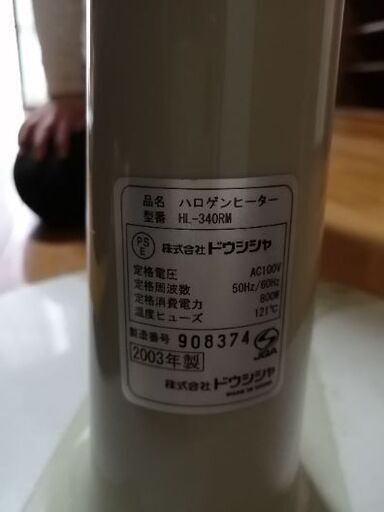 品名 ハロゲンヒーター
型番 HL-340RM
PS
E
株式会社ドウシシャ
定格電圧 AC100V
定格周波数 50Hz/60Hz
定格消費電力 800W
温度ヒューズ 121℃
製造番号 908374
2003年製
JQA
株式会社ドウシシャ
MADE IN CHINA